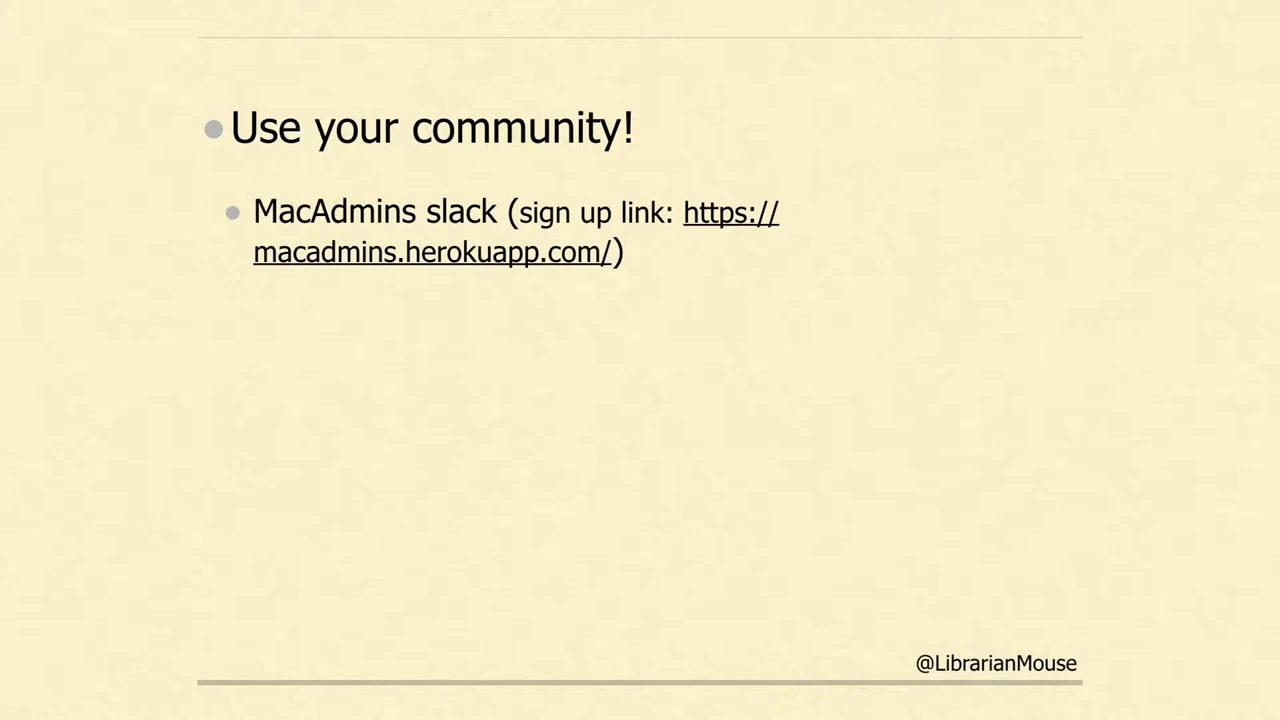 Use your community!
MacAdmins slack (sign up link: https://
macadmins.herokuapp.com/)
@LibrarianMouse